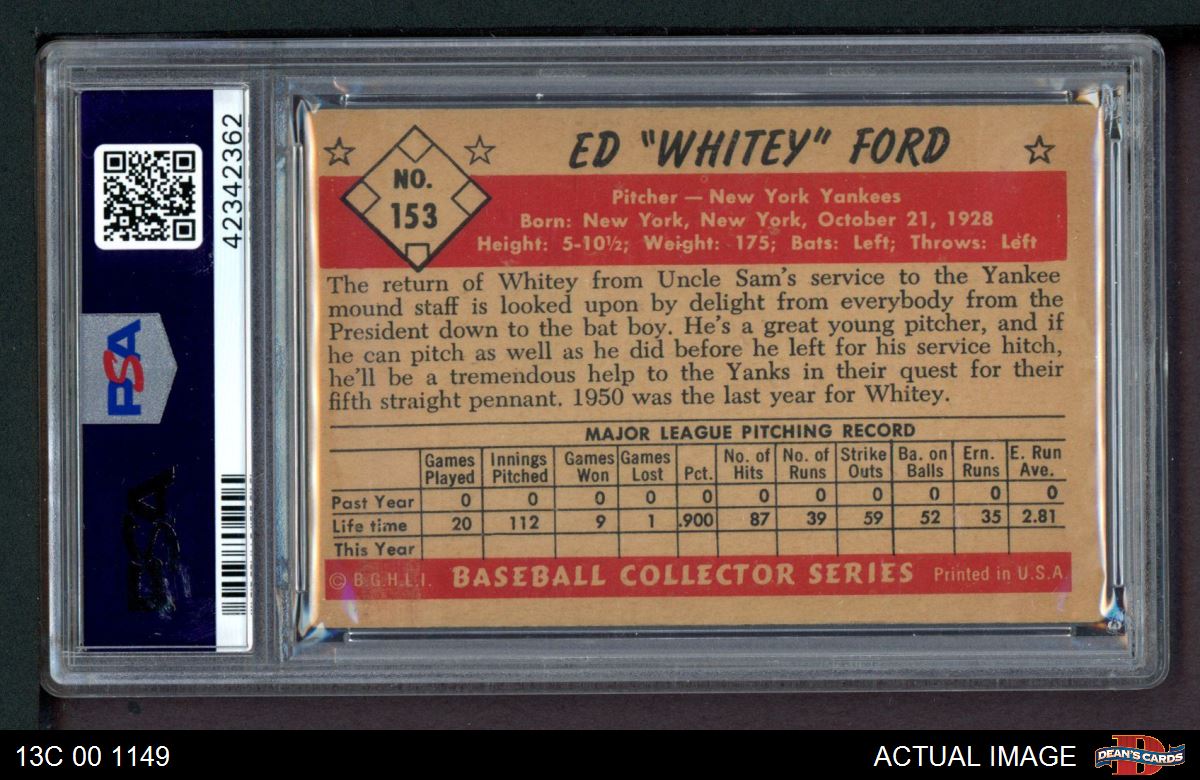 42342362
PSA
PSA
ED "WHITEY" FORD
NO.
153
Pitcher — New York Yankees
Born: New York, New York, October 21, 1928
Height: 5-10½; Weight: 175; Bats: Left; Throws: Left
The return of Whitey from Uncle Sam's service to the Yankee
mound staff is looked upon by delight from everybody from the
President down to the bat boy. He's a great young pitcher, and if
he can pitch as well as he did before he left for his service hitch,
he'll be a tremendous help to the Yanks in their quest for their
fifth straight pennant. 1950 was the last year for Whitey.
MAJOR LEAGUE PITCHING RECORD
Games Innings Games Games No. of No. of Strike Ba. on Ern. E. Run
Played Pitched Won Lost Pct. Hits Runs Outs Balls Runs Ave.
Past Year 0 0 0 0 0 0 0 0 0 0 0
Life time 20 112 9 1 .900 87 39 59 52 35 2.81
This Year
© B.G.H.L.I. BASEBALL COLLECTOR SERIES Printed in U.S.A.
13C 00 1149 ACTUAL IMAGE DEAN'S CARDS